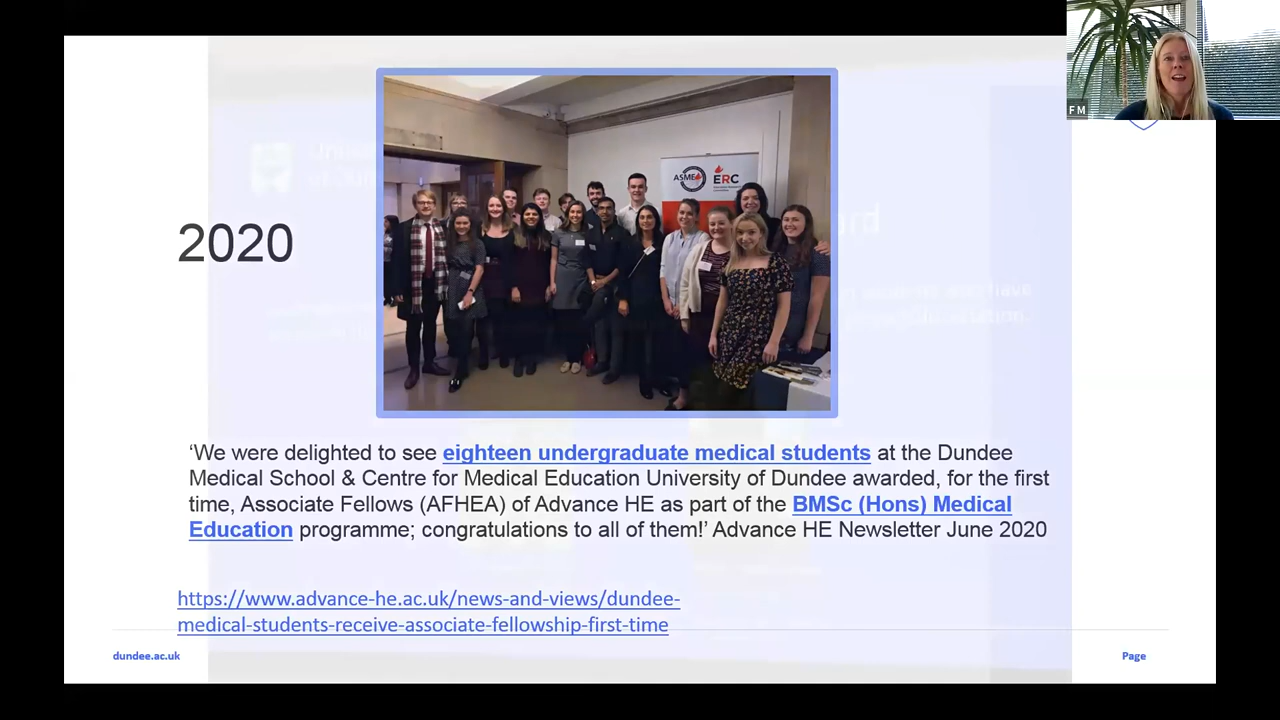 FM
ASME
ERC
2020
‘We were delighted to see eighteen undergraduate medical students at the Dundee
Medical School & Centre for Medical Education University of Dundee awarded, for the first
time, Associate Fellows (AFHEA) of Advance HE as part of the BMSc (Hons) Medical
Education programme; congratulations to all of them!’ Advance HE Newsletter June 2020
https://www.advance-he.ac.uk/news-and-views/dundee-
medical-students-receive-associate-fellowship-first-time
dundee.ac.uk
Page